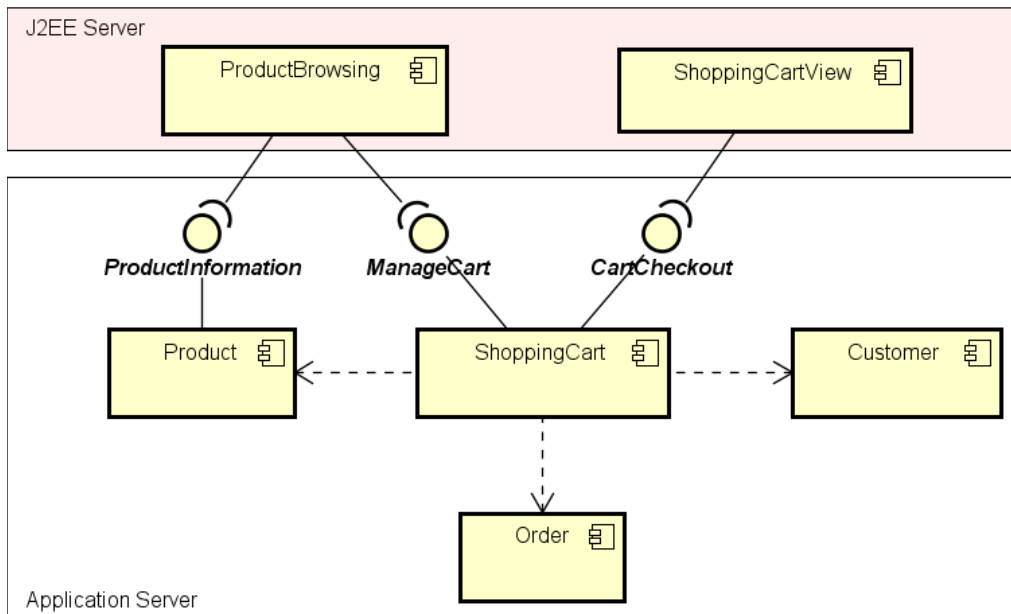 J2EE Server
ProductBrowsing
ShoppingCartView
ProductInformation
ManageCart
CartCheckout
Product
ShoppingCart
Customer
Order
Application Server